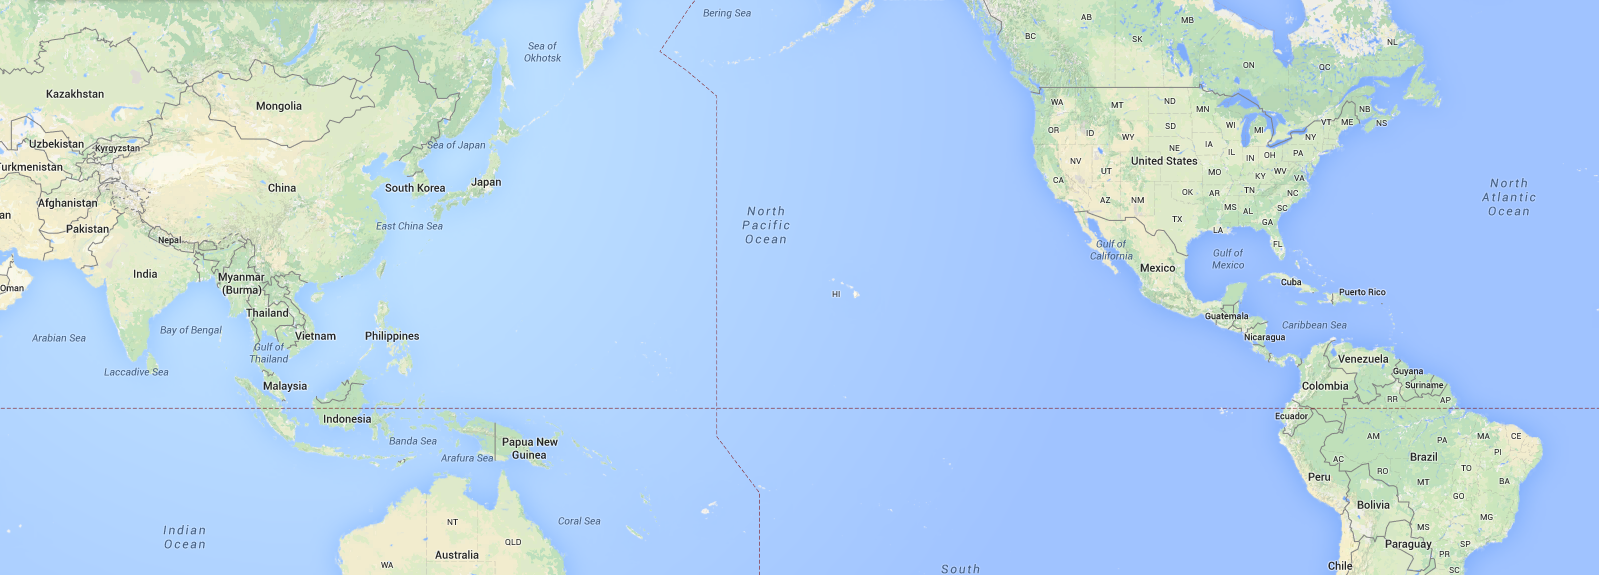 Bering Sea
AB
MB
BC
SK
NL
Sea of
Okhotsk
ON
QC
Kazakhstan
Mongolia
WA
MT
ND
MN
NB
VT
ME
NS
OR
ID
SD
WI
MI
NY
WY
Uzbekistan
Kyrgyzstan
Sea of Japan
NE
IA
IL
IN
OH
PA
NV
United States
urkmenistan
UT
MO
KY
WV
VA
China
South Korea
Japan
CA
OK
AR
TN
NC
Afghanistan
AZ
NM
MS
AL
SC
an
North
Pacific
Ocean
North
Atlantic
Ocean
Pakistan
East China Sea
TX
GA
LA
Nepal
Gulf of
California
FL
Gulf of
Mexico
India
Myanmar
(Burma)
Mexico
Cuba
Oman
HI
Puerto Rico
Thailand
Guatemala
Bay of Bengal
Caribbean Sea
Arabian Sea
Vietnam
Philippines
Nicaragua
Gulf of
Thailand
Venezuela
Laccadive Sea
Guyana
Malaysia
Colombia
Suriname
RR
AP
Indonesia
Ecuador
Banda Sea
Papua New
Guinea
AM
PA
MA
CE
Arafura Sea
AC
Brazil
PI
RO
TO
Peru
MT
BA
Bolivia
GO
Indian
Ocean
NT
Coral Sea
MS
MG
QLD
Paraguay
SP
Australia
PR
WA
South
Chile
SC